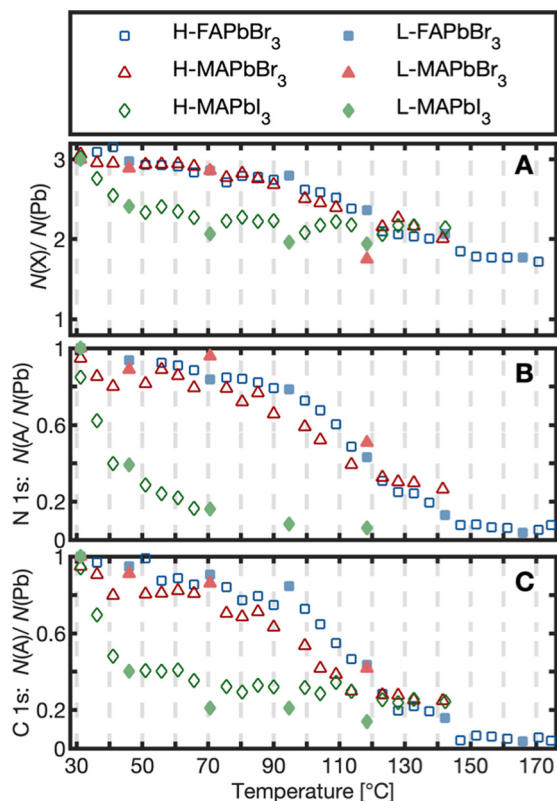 H-FAPbBr₃ L-FAPbBr₃
H-MAPbBr₃ L-MAPbBr₃
H-MAPbI₃ L-MAPbI₃
A
N(X)/ N(Pb)
3
2
1
B
N 1s: N(A/ N(Pb)
1
0.6
0.2
0
C
C 1s: N(A)/ N(Pb)
1
0.6
0.2
0
30 50 70 90 110 130 150 170
Temperature [°C]